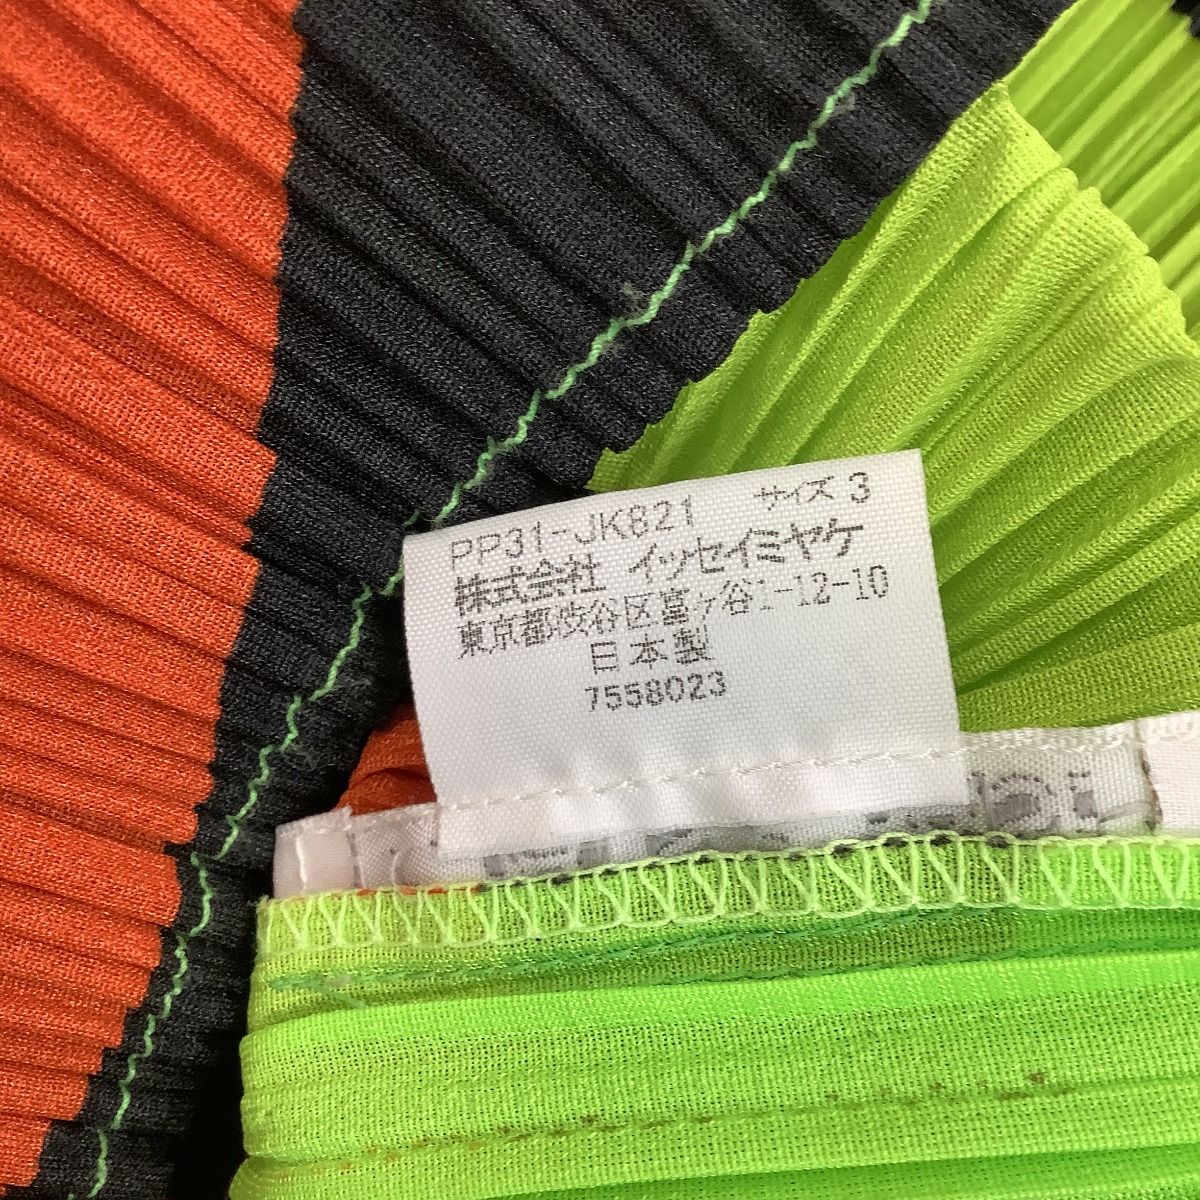 PP31-JK821 サイズ 3
株式会社 イッセイミヤケ
東京都渋谷区富ヶ谷1-12-10
日本製
7558023